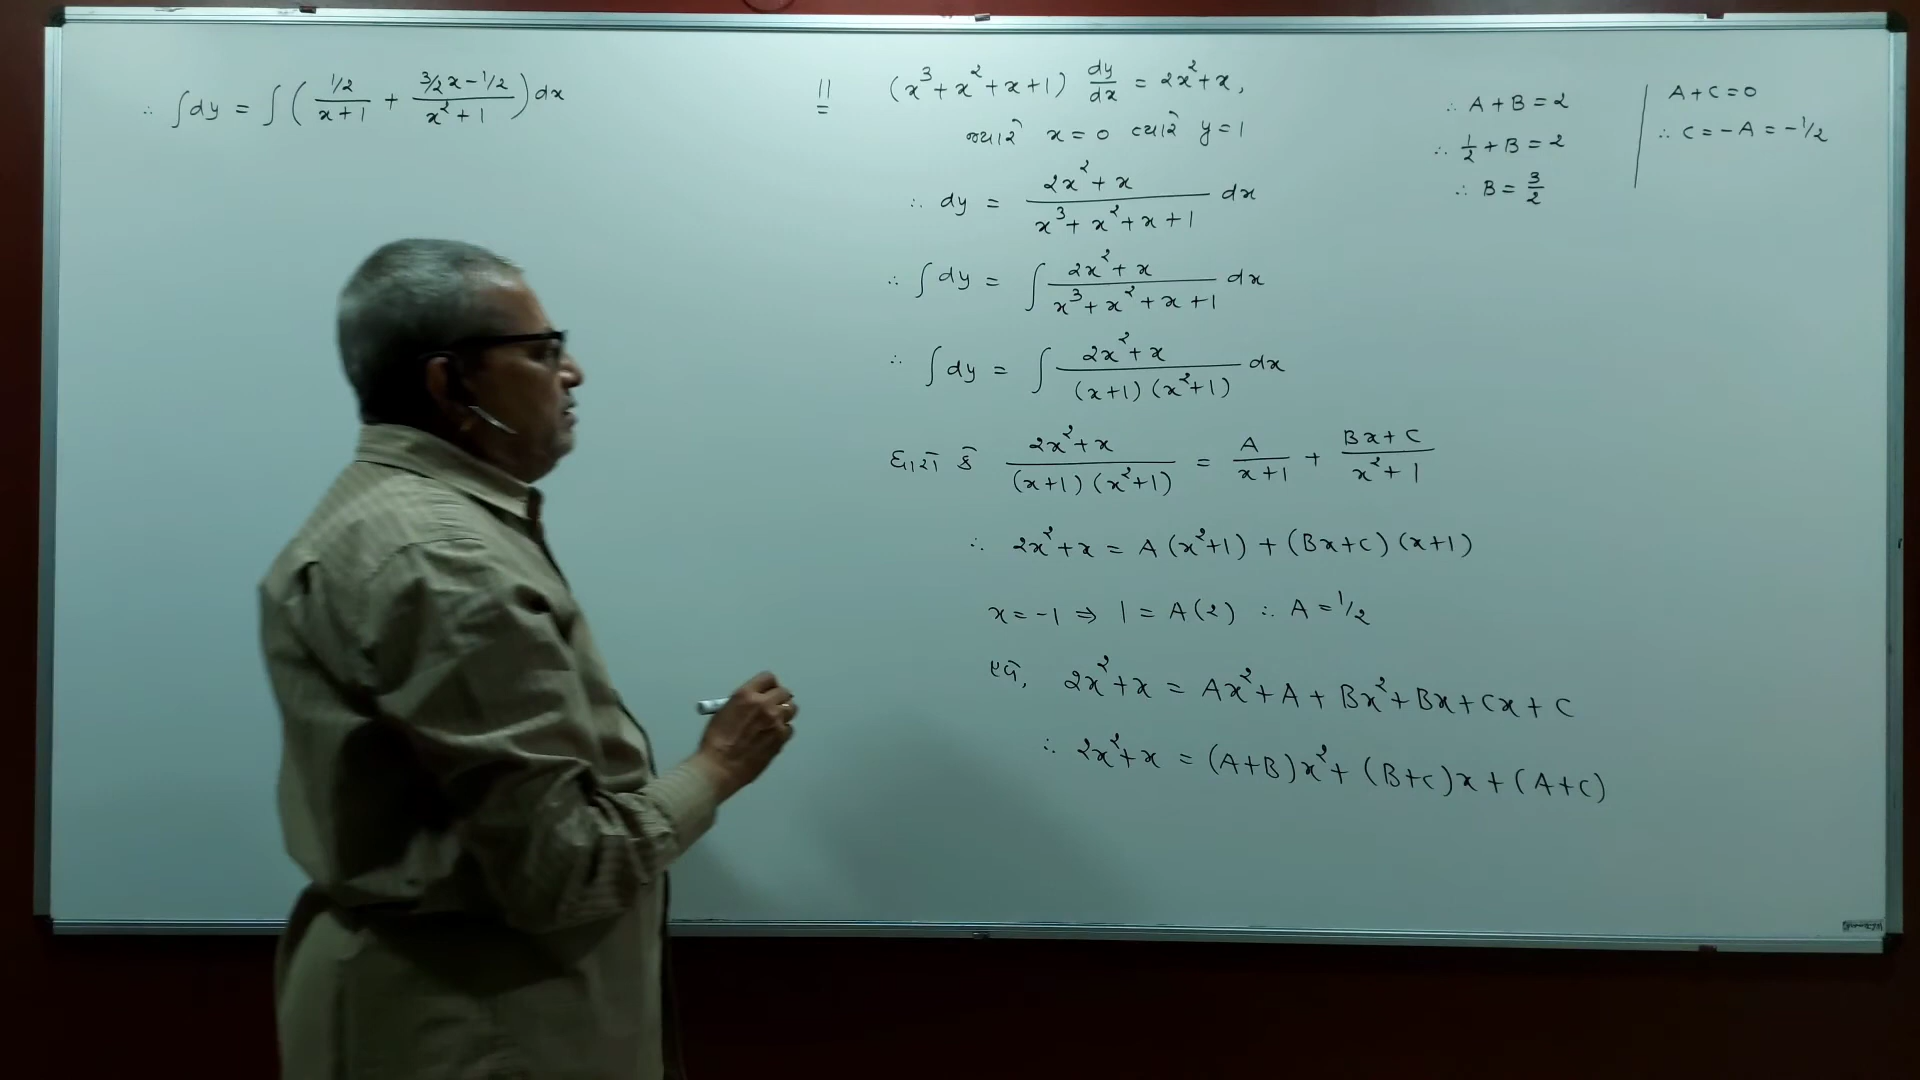 11 (x³+x²+x+1) dy/dx = 2x²+x,
જ્યારે x=0 ત્યારે y=1
∴ dy = (2x²+x)/(x³+x²+x+1) dx
∴ ∫dy = ∫ (2x²+x)/(x³+x²+x+1) dx
∴ ∫dy = ∫ (2x²+x)/((x+1)(x²+1)) dx
ધારો કે (2x²+x)/((x+1)(x²+1)) = A/(x+1) + (Bx+C)/(x²+1)
∴ 2x²+x = A(x²+1) + (Bx+C)(x+1)
x=-1 ⇒ 1 = A(2) ∴ A = 1/2
હવે, 2x²+x = Ax²+A+Bx²+Bx+Cx+C
∴ 2x²+x = (A+B)x²+(B+C)x+(A+C)
∴ A+B=2
∴ 1/2+B=2
∴ B=3/2
A+C=0
∴ C=-A=-1/2
∴ ∫dy = ∫((1/2)/(x+1) + (3/2x-1/2)/(x²+1))dx